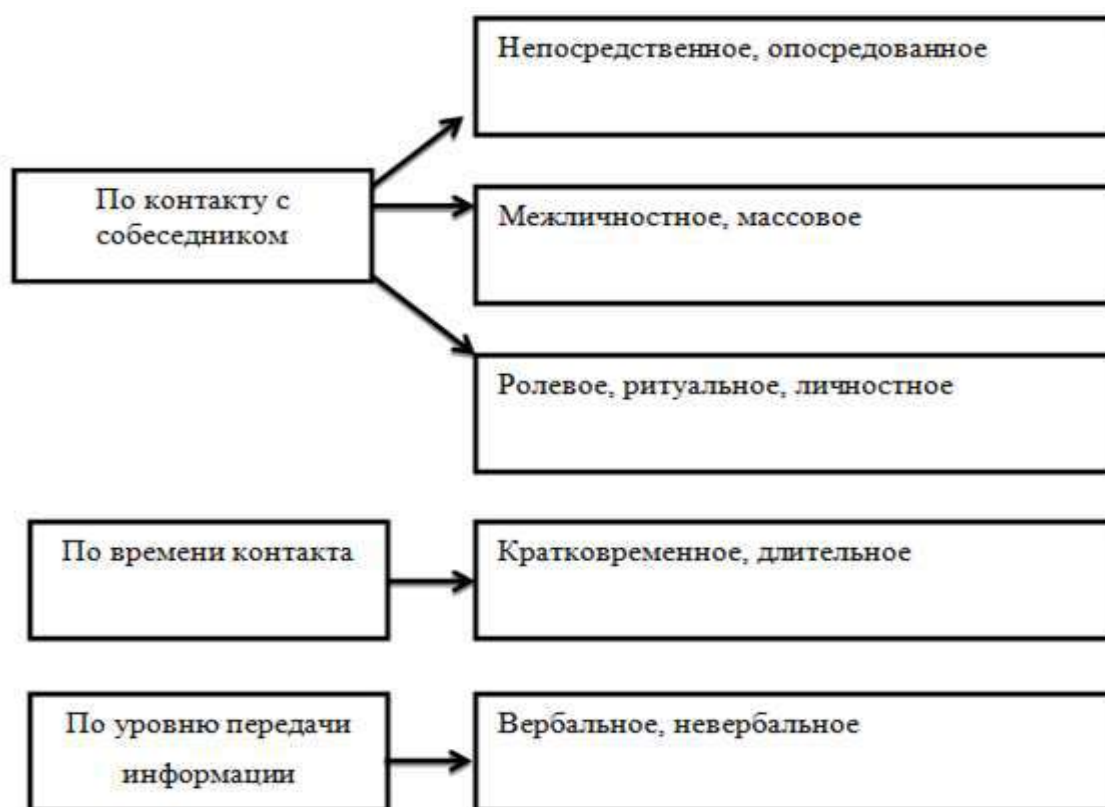 Непосредственное, опосредованное
По контакту с
собеседником
Межличностное, массовое
Ролевое, ритуальное, личностное
По времени контакта
Кратковременное, длительное
По уровню передачи
информации
Вербальное, невербальное